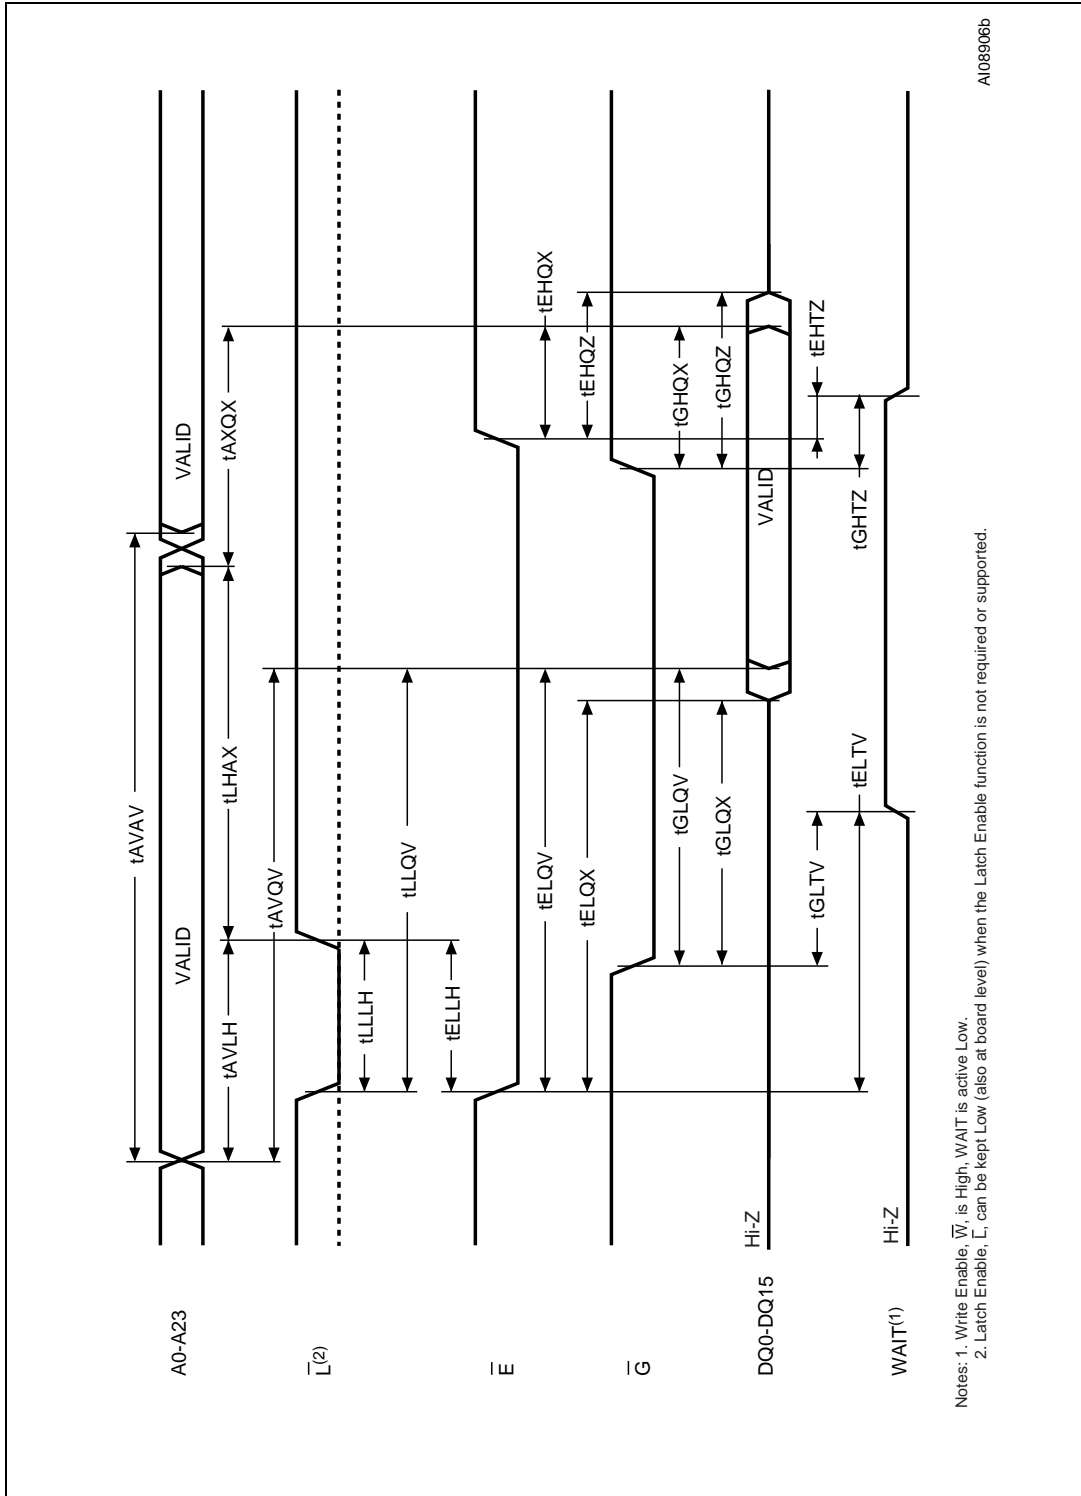 A0-A23
VALID
VALID
tAVAV
tAVLH
tLHAX
tAXQX
tAVQV
L(2)
tLLLH
tLLQV
tELLH
E
tELQV
tEHQX
tELQX
tEHQZ
G
tGLQV
tGHQX
tGLQX
tGHQZ
DQ0-DQ15
Hi-Z
VALID
tGLTV
tEHTZ
tELTV
tGHTZ
WAIT(1)
Hi-Z
Notes: 1. Write Enable, W, is High, WAIT is active Low.
2. Latch Enable, L, can be kept Low (also at board level) when the Latch Enable function is not required or supported.
AI08906b